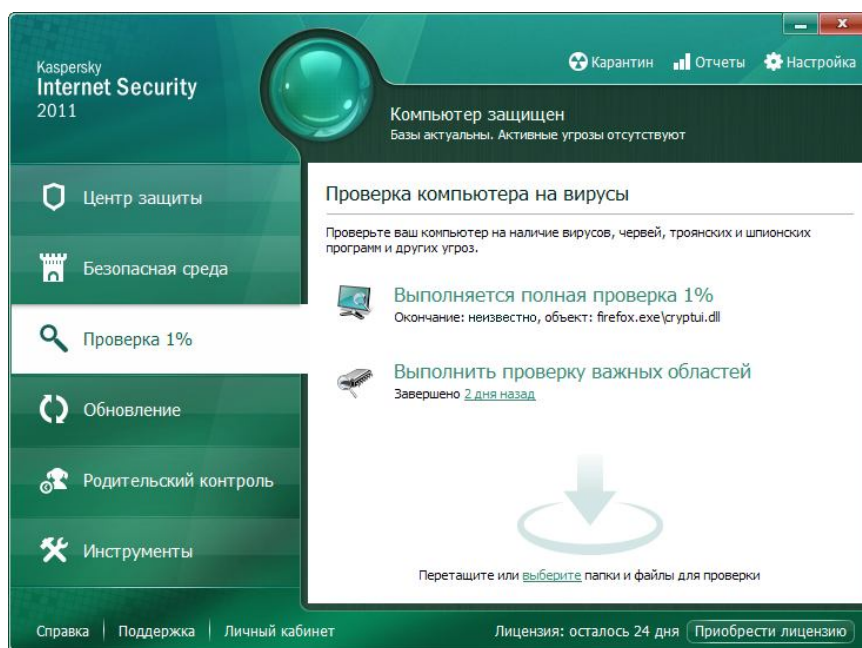 Kaspersky
Internet Security
2011
Карантин
Отчеты
Настройка
Компьютер защищен
Базы актуальны. Активные угрозы отсутствуют
Центр защиты
Безопасная среда
Проверка 1%
Обновление
Родительский контроль
Инструменты
Проверка компьютера на вирусы
Проверьте ваш компьютер на наличие вирусов, червей, троянских и шпионских
программ и других угроз.
Выполняется полная проверка 1%
Окончание: неизвестно, объект: firefox.exe\cryptui.dll
Выполнить проверку важных областей
Завершено 2 дня назад
Перетащите или выберите папки и файлы для проверки
Справка
Поддержка
Личный кабинет
Лицензия: осталось 24 дня
Приобрести лицензию